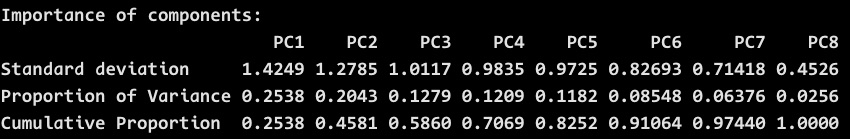 Importance of components:
PC1 PC2 PC3 PC4 PC5 PC6 PC7 PC8
Standard deviation 1.4249 1.2785 1.0117 0.9835 0.9725 0.82693 0.71418 0.4526
Proportion of Variance 0.2538 0.2043 0.1279 0.1209 0.1182 0.08548 0.06376 0.0256
Cumulative Proportion 0.2538 0.4581 0.5860 0.7069 0.8252 0.91064 0.97440 1.0000